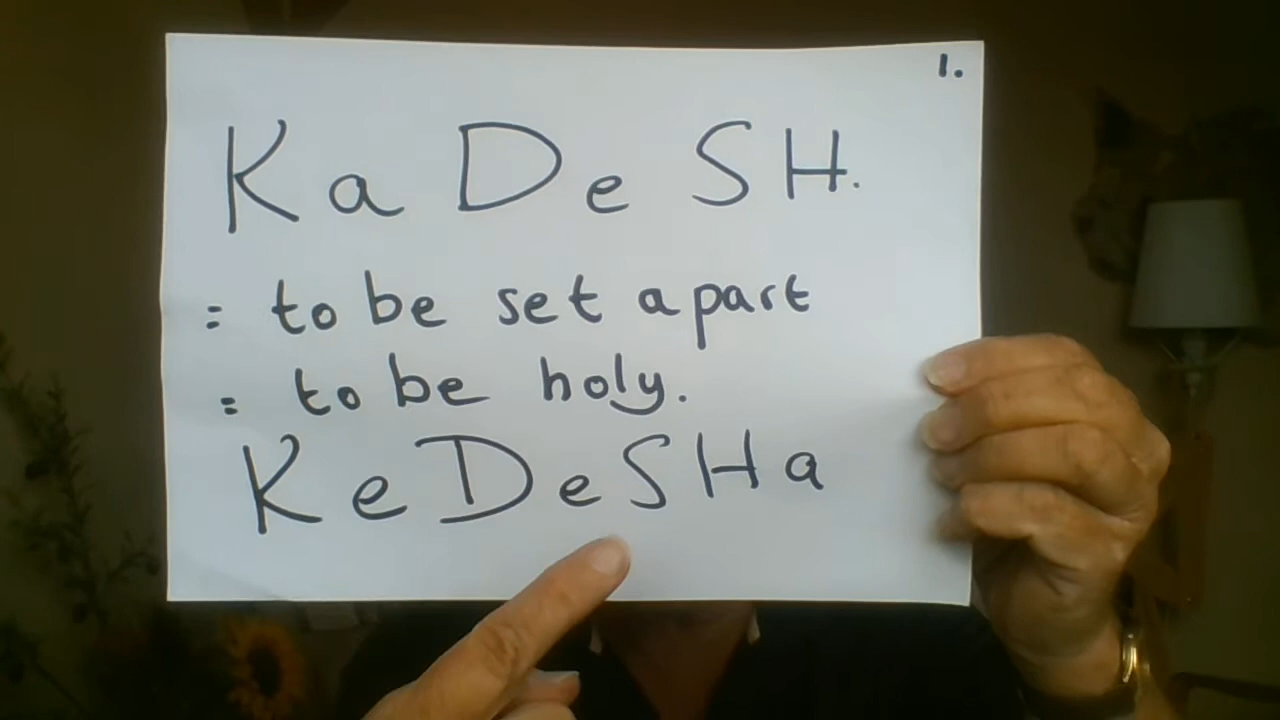 1.
KaDeSH.
= to be set apart
= to be holy.
KeDeSHa